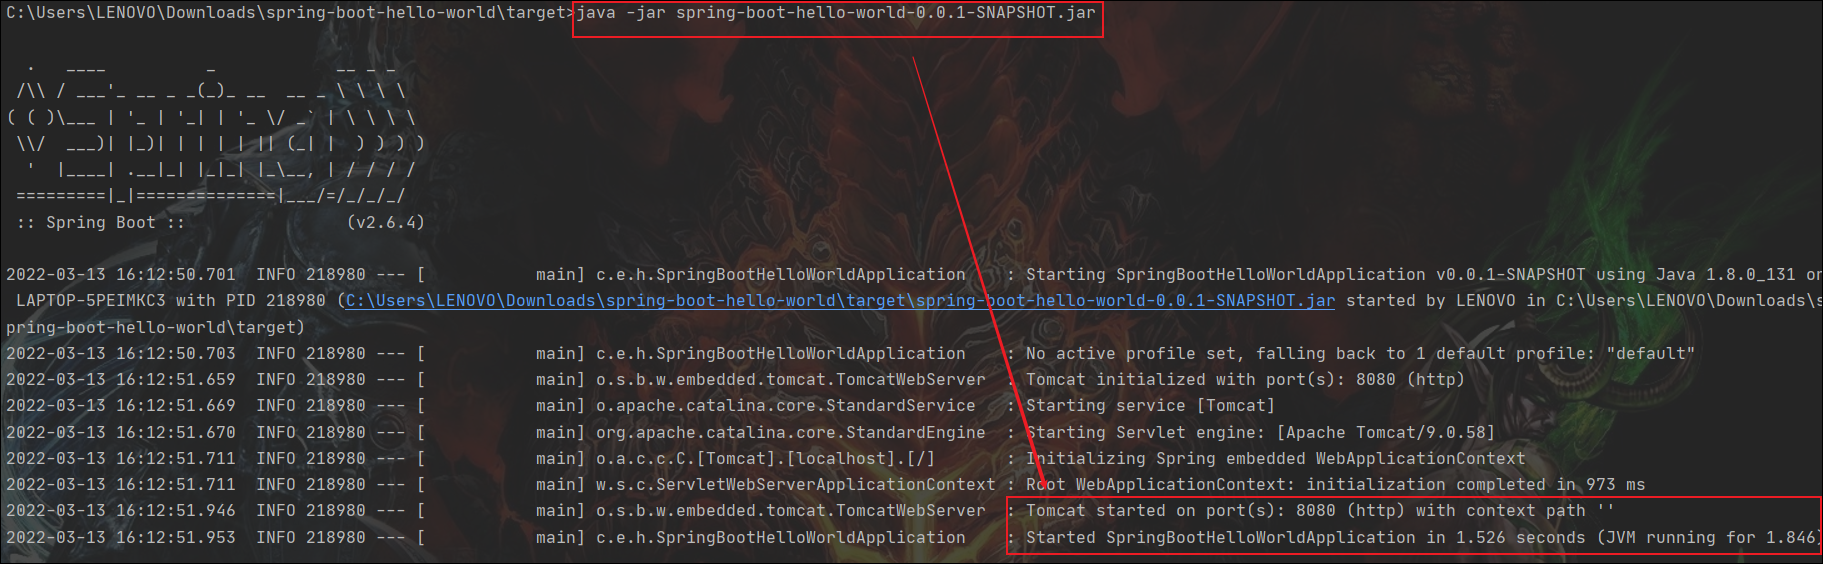 C:\Users\LENOVO\Downloads\spring-boot-hello-world\target>java -jar spring-boot-hello-world-0.0.1-SNAPSHOT.jar
  .   ____          _            __ _ _
 /\\ / ___'_ __ _ _(_)_ __  __ _ \ \ \ \
( ( )\___ | '_ | '_| | '_ \/ _` | \ \ \ \
 \\/  ___)| |_)| | | | | || (_| |  ) ) ) )
  '  |____| .__|_| |_|_| |_\__, | / / / /
 =========|_|==============|___/=/_/_/_/
 :: Spring Boot ::                (v2.6.4)
2022-03-13 16:12:50.701  INFO 218980 --- [           main] c.e.h.SpringBootHelloWorldApplication    : Starting SpringBootHelloWorldApplication v0.0.1-SNAPSHOT using Java 1.8.0_131 on
 LAPTOP-5PEIMKC3 with PID 218980 (C:\Users\LENOVO\Downloads\spring-boot-hello-world\target\spring-boot-hello-world-0.0.1-SNAPSHOT.jar started by LENOVO in C:\Users\LENOVO\Downloads\s
pring-boot-hello-world\target)
2022-03-13 16:12:50.703  INFO 218980 --- [           main] c.e.h.SpringBootHelloWorldApplication    : No active profile set, falling back to 1 default profile: "default"
2022-03-13 16:12:51.659  INFO 218980 --- [           main] o.s.b.w.embedded.tomcat.TomcatWebServer  : Tomcat initialized with port(s): 8080 (http)
2022-03-13 16:12:51.669  INFO 218980 --- [           main] o.apache.catalina.core.StandardService   : Starting service [Tomcat]
2022-03-13 16:12:51.670  INFO 218980 --- [           main] org.apache.catalina.core.StandardEngine  : Starting Servlet engine: [Apache Tomcat/9.0.58]
2022-03-13 16:12:51.711  INFO 218980 --- [           main] o.a.c.c.C.[Tomcat].[localhost].[/]       : Initializing Spring embedded WebApplicationContext
2022-03-13 16:12:51.711  INFO 218980 --- [           main] w.s.c.ServletWebServerApplicationContext : Root WebApplicationContext: initialization completed in 973 ms
2022-03-13 16:12:51.946  INFO 218980 --- [           main] o.s.b.w.embedded.tomcat.TomcatWebServer  : Tomcat started on port(s): 8080 (http) with context path ''
2022-03-13 16:12:51.953  INFO 218980 --- [           main] c.e.h.SpringBootHelloWorldApplication    : Started SpringBootHelloWorldApplication in 1.526 seconds (JVM running for 1.846)